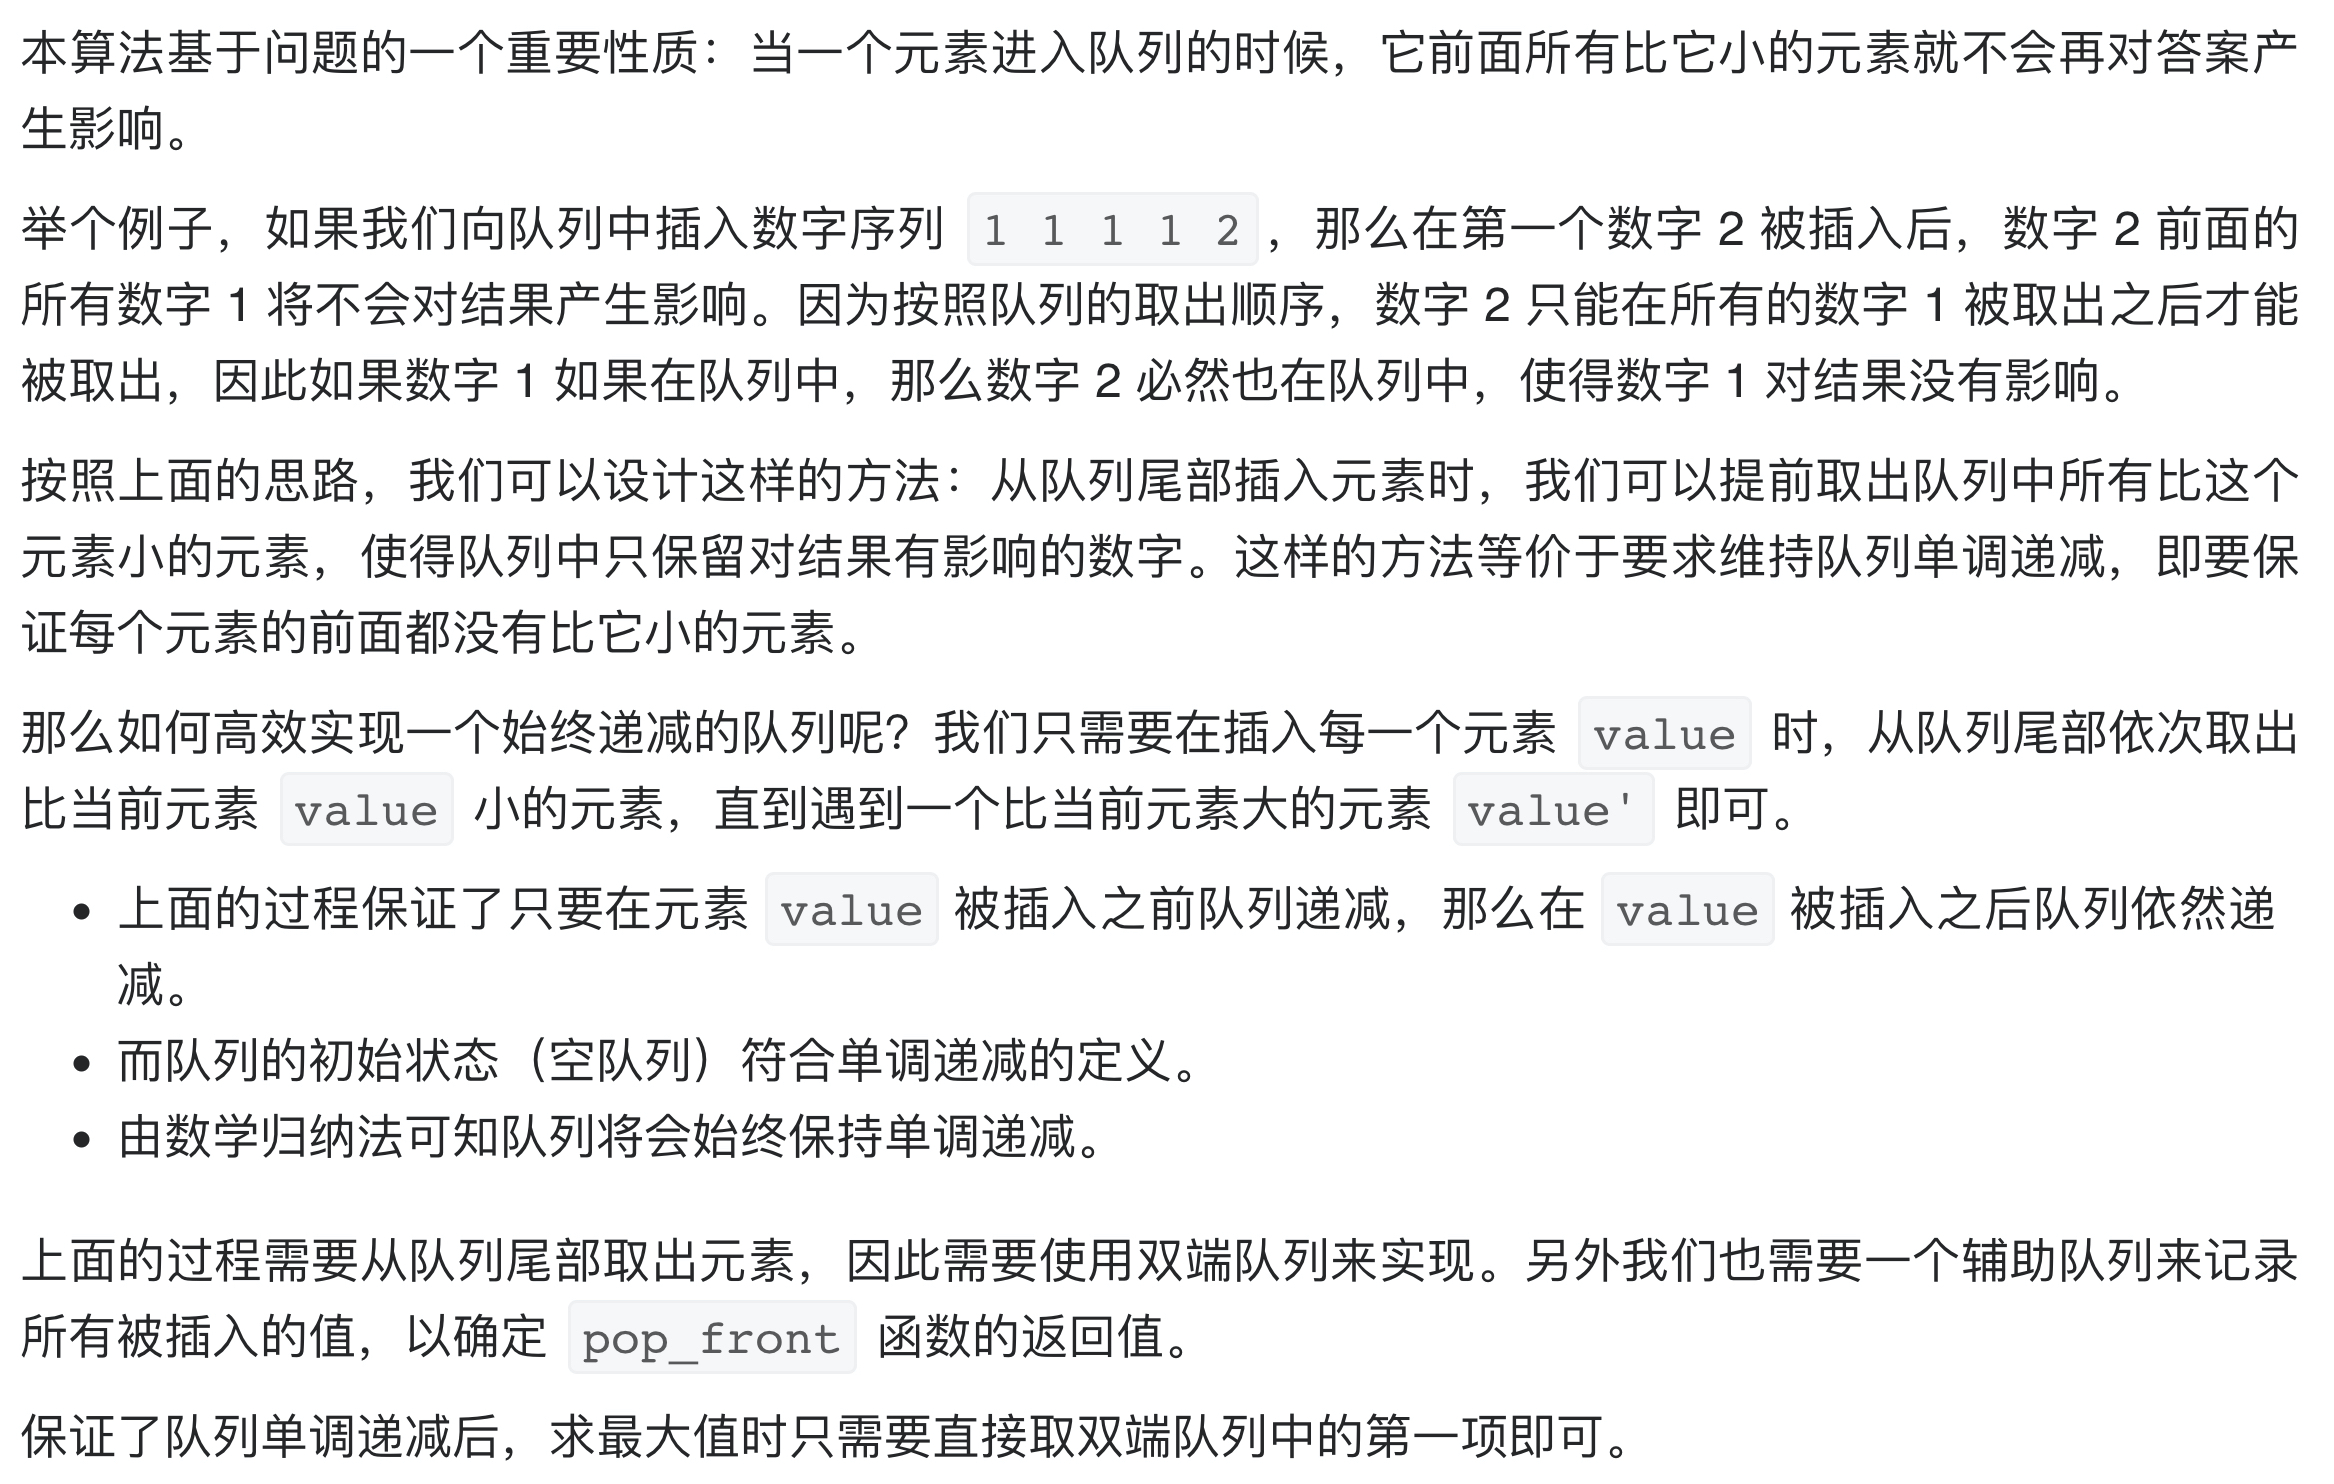 本算法基于问题的一个重要性质：当一个元素进入队列的时候，它前面所有比它小的元素就不会再对答案产
生影响。
举个例子，如果我们向队列中插入数字序列 1 1 1 1 2，那么在第一个数字 2 被插入后，数字 2 前面的
所有数字 1 将不会对结果产生影响。因为按照队列的取出顺序，数字 2 只能在所有的数字 1 被取出之后才能
被取出，因此如果数字 1 如果在队列中，那么数字 2 必然也在队列中，使得数字 1 对结果没有影响。
按照上面的思路，我们可以设计这样的方法：从队列尾部插入元素时，我们可以提前取出队列中所有比这个
元素小的元素，使得队列中只保留对结果有影响的数字。这样的方法等价于要求维持队列单调递减，即要保
证每个元素的前面都没有比它小的元素。
那么如何高效实现一个始终递减的队列呢？我们只需要在插入每一个元素 value 时，从队列尾部依次取出
比当前元素 value 小的元素，直到遇到一个比当前元素大的元素 value' 即可。
• 上面的过程保证了只要在元素 value 被插入之前队列递减，那么在 value 被插入之后队列依然递
减。
• 而队列的初始状态（空队列）符合单调递减的定义。
• 由数学归纳法可知队列将会始终保持单调递减。
上面的过程需要从队列尾部取出元素，因此需要使用双端队列来实现。另外我们也需要一个辅助队列来记录
所有被插入的值，以确定 pop_front 函数的返回值。
保证了队列单调递减后，求最大值时只需要直接取双端队列中的第一项即可。